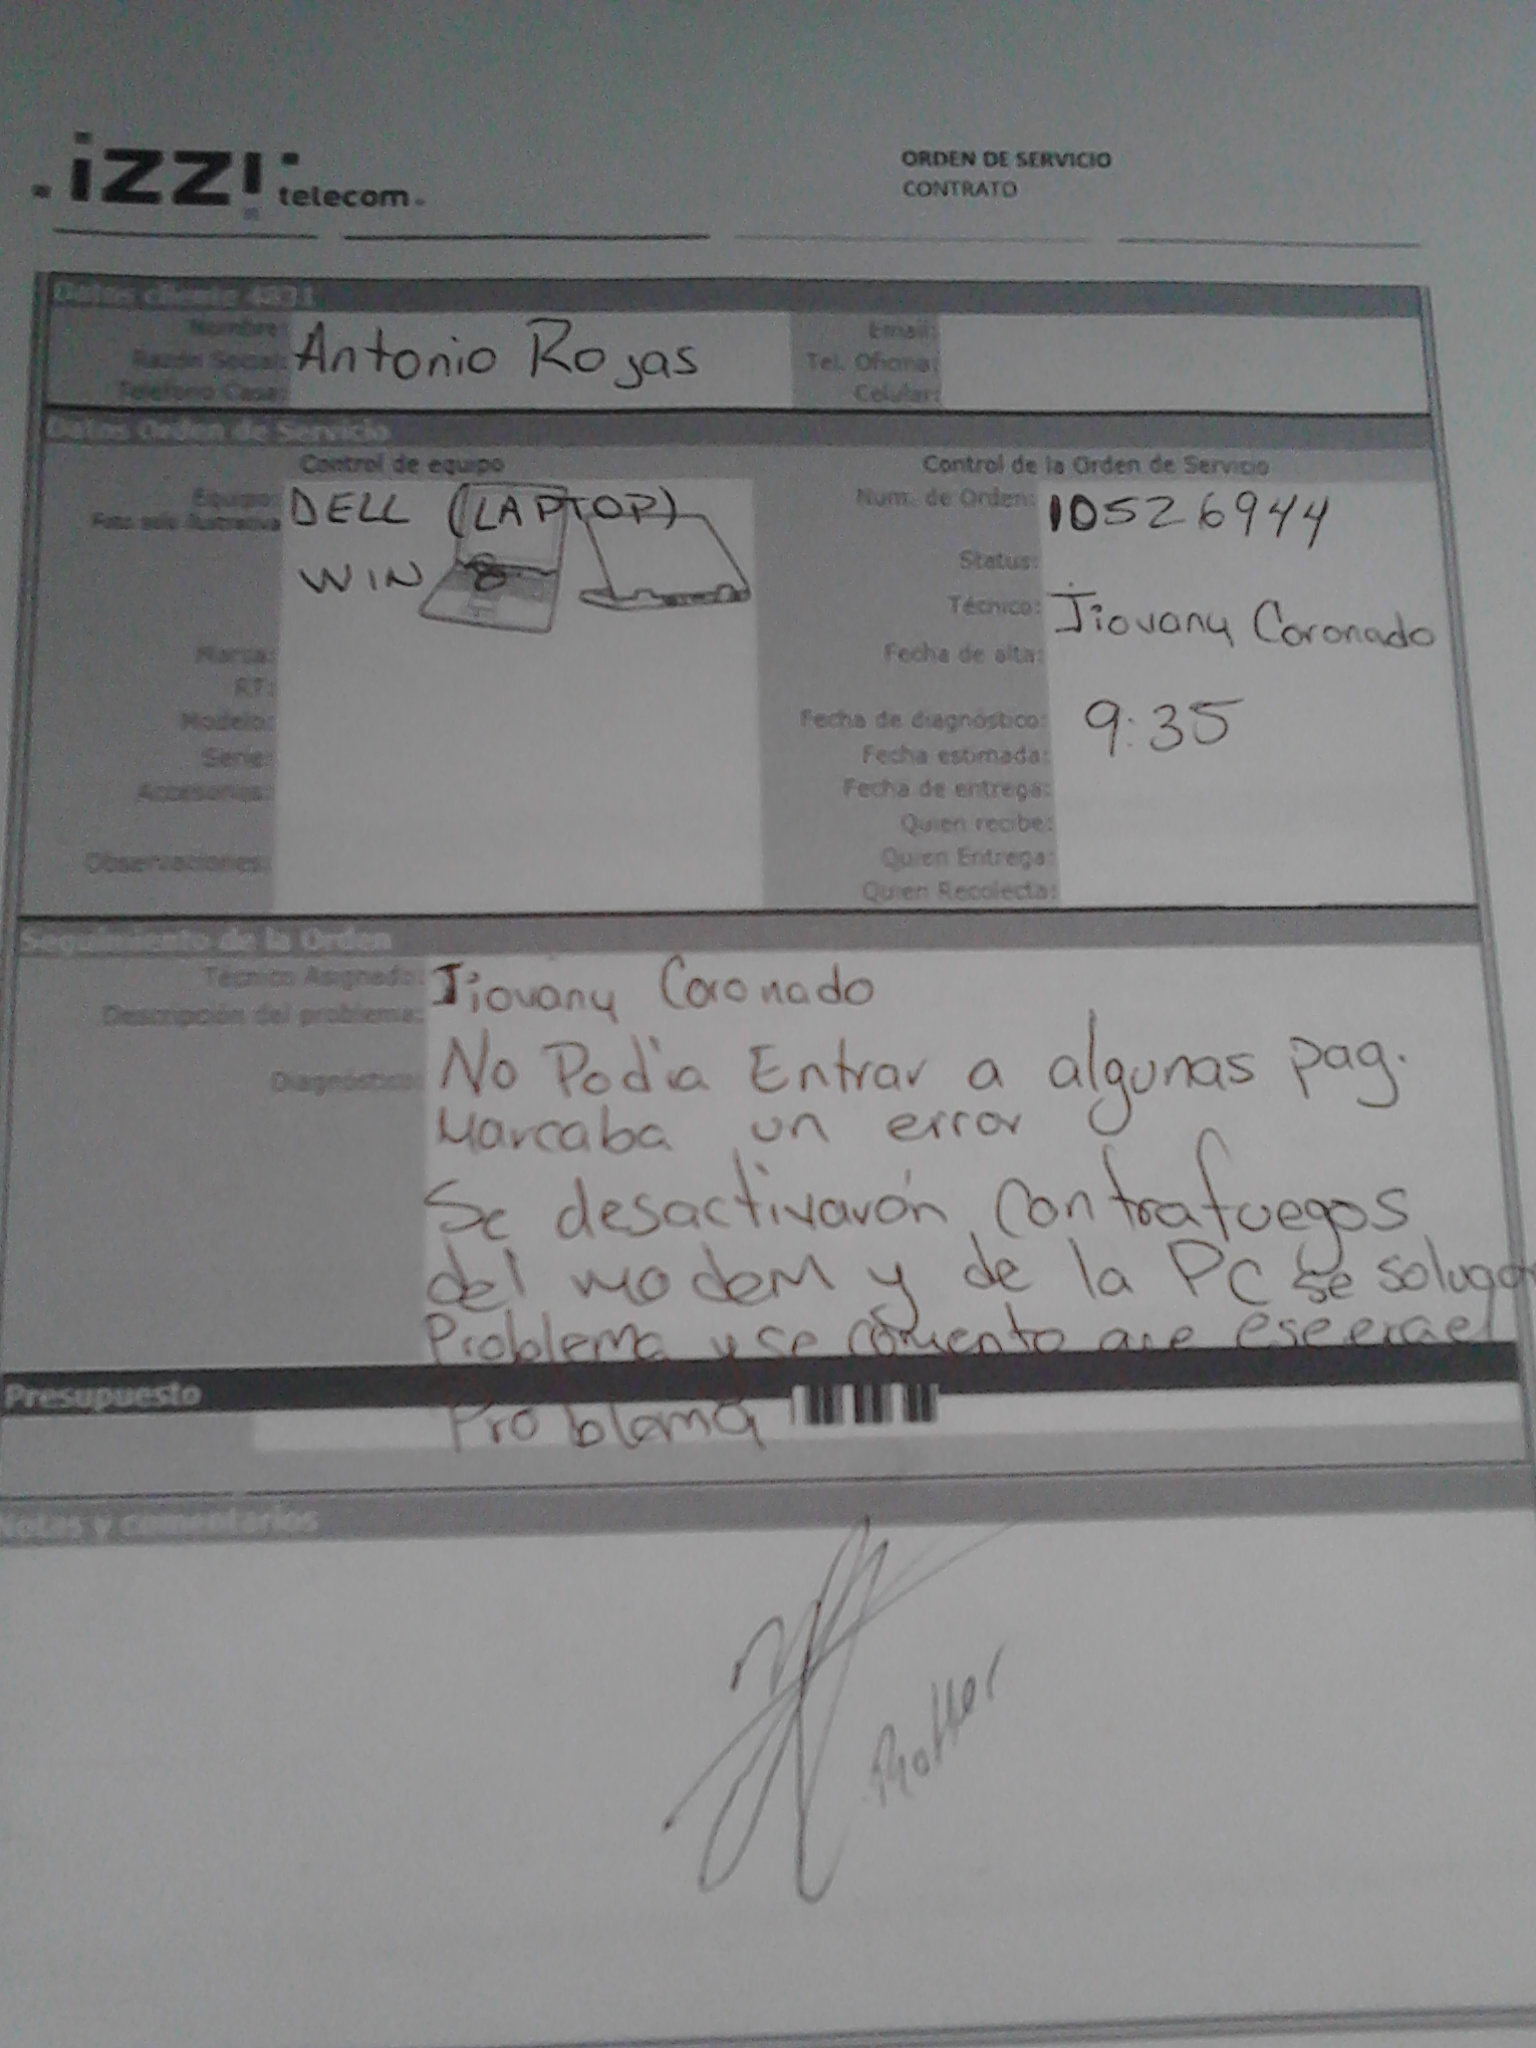 izzi telecom
ORDEN DE SERVICIO
CONTRATO
Datos cliente 4831
Nombre:
Razón Social:
Teléfono Casa:
Antonio Rojas
Email:
Tel. Oficina:
Celular:
Datos Orden de Servicio
Control de equipo
Control de la Orden de Servicio
Equipo:
Foto solo ilustrativa
DELL (LAPTOP)
WIN 8
Marca:
RT:
Modelo:
Serie:
Accesorios:
Observaciones:
Num. de Orden: 10526944
Status:
Técnico: Jiovany Coronado
Fecha de alta:
Fecha de diagnóstico: 9:35
Fecha estimada:
Fecha de entrega:
Quien recibe:
Quien Entrega:
Quien Recolecta:
Seguimiento de la Orden
Técnico Asignado: Jiovany Coronado
Descripción del problema:
Diagnóstico:
No Podia Entrar a algunas pag.
Marcaba un error
Se desactivarón Contrafuegos
del modem y de la PC se
Problema y se comento que ese era el
Presupuesto
Problema
Notas y comentarios